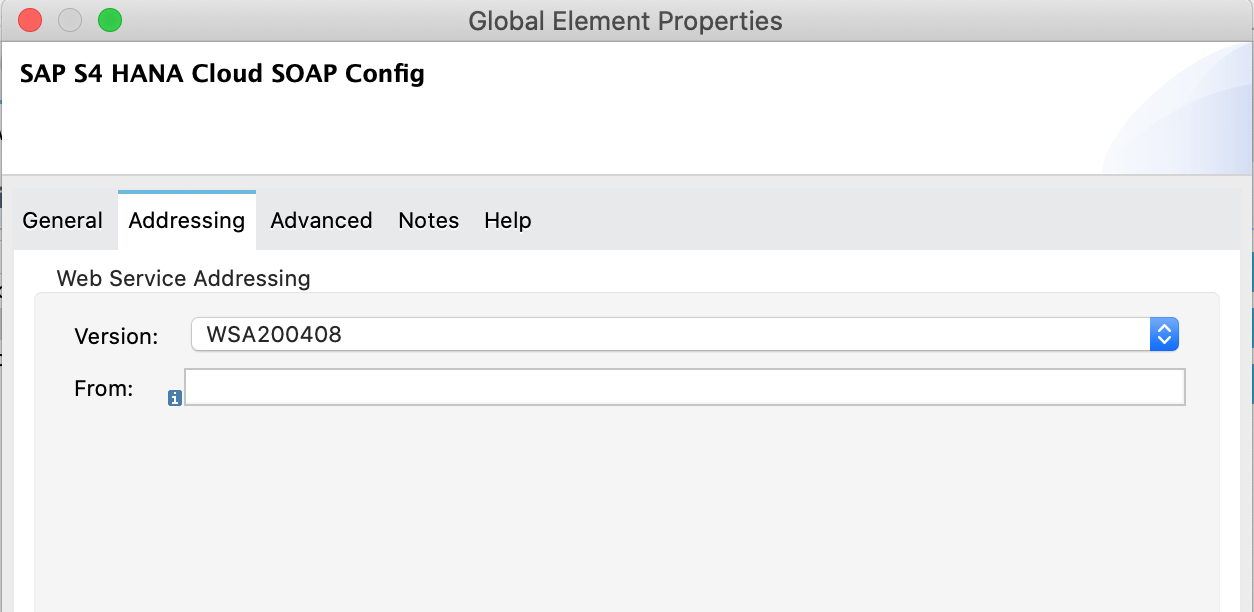 Global Element Properties
SAP S4 HANA Cloud SOAP Config
General Addressing Advanced Notes Help
Web Service Addressing
Version: WSA200408
From: